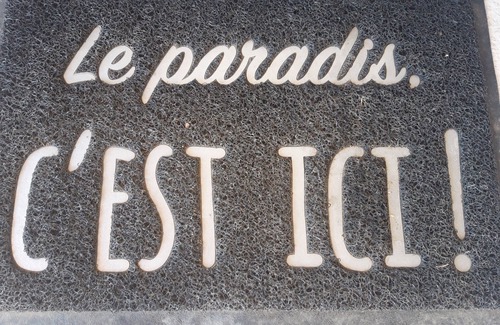 Le paradis,
C'EST ICI !